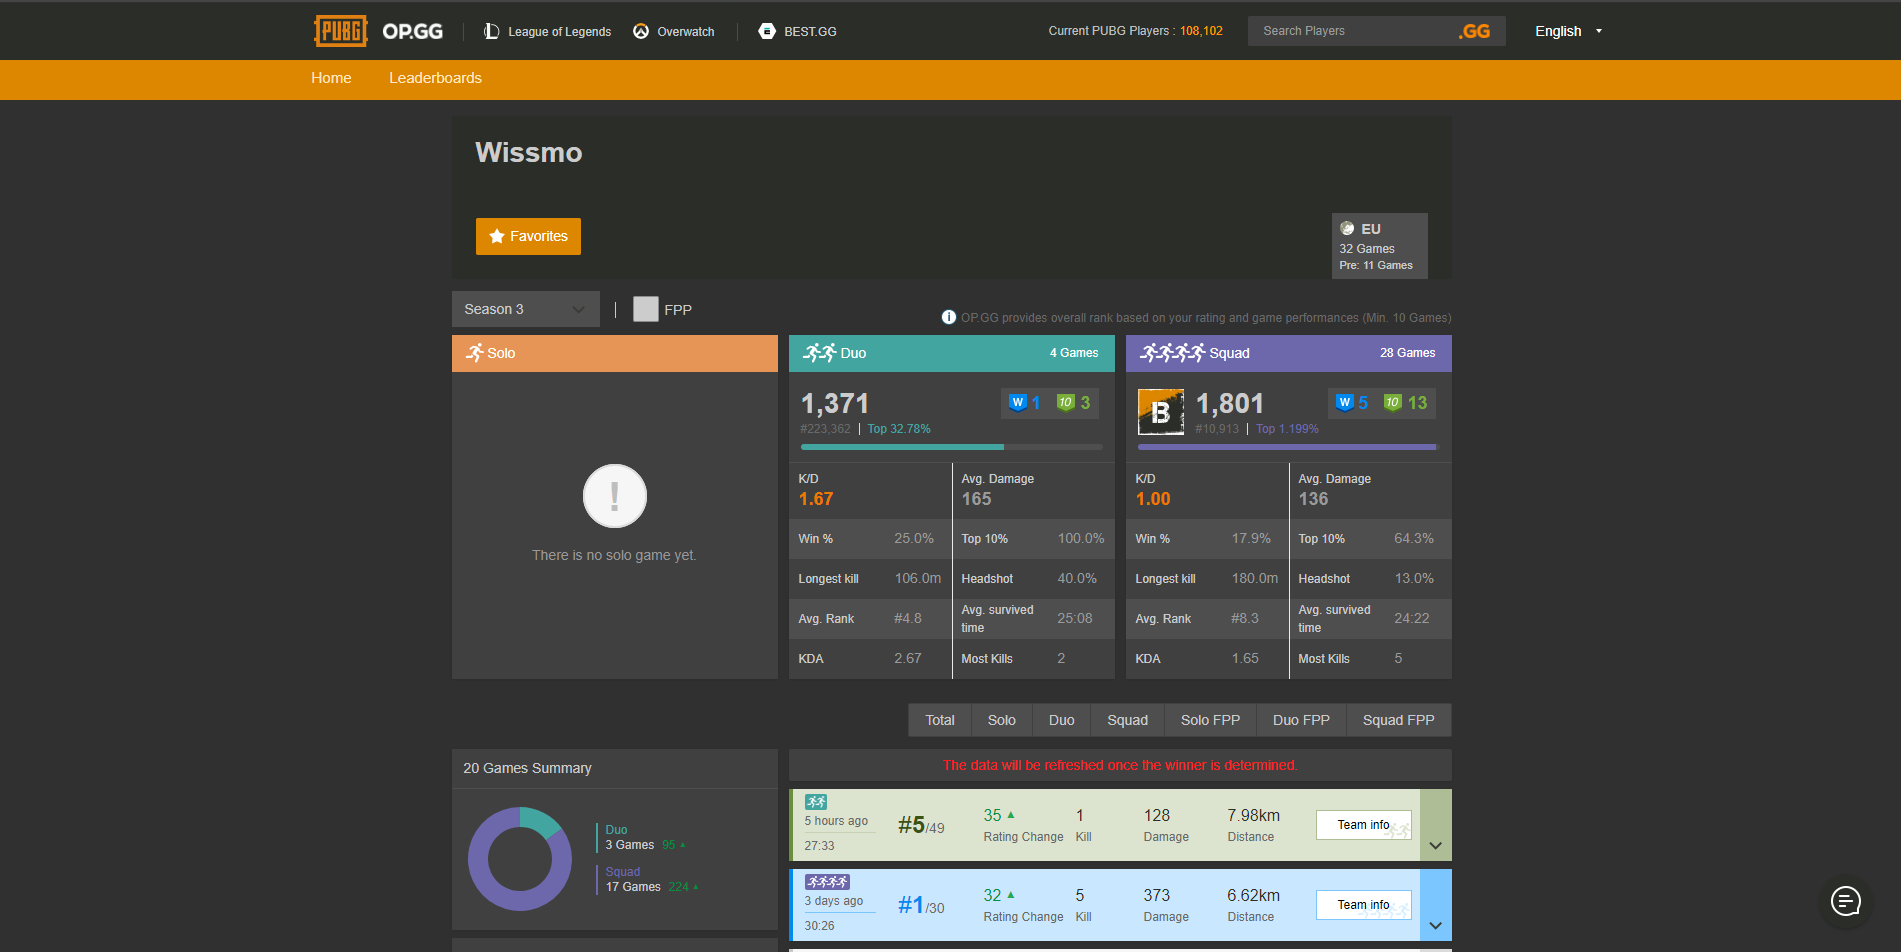 PUBG OP.GG League of Legends Overwatch BEST.GG Current PUBG Players : 108,102 Search Players .GG English
Home Leaderboards
Wissmo
Favorites
EU
32 Games
Pre: 11 Games
Season 3 FPP
OP.GG provides overall rank based on your rating and game performances (Min. 10 Games)
Solo
There is no solo game yet.
Duo 4 Games
1,371 W 1 10 3
#223,362 Top 32.78%
K/D Avg. Damage
1.67 165
Win % 25.0% Top 10% 100.0%
Longest kill 106.0m Headshot 40.0%
Avg. Rank #4.8 Avg. survived time 25:08
KDA 2.67 Most Kills 2
Squad 28 Games
B 1,801 W 5 10 13
#10,913 Top 1.199%
K/D Avg. Damage
1.00 136
Win % 17.9% Top 10% 64.3%
Longest kill 180.0m Headshot 13.0%
Avg. Rank #8.3 Avg. survived time 24:22
KDA 1.65 Most Kills 5
Total Solo Duo Squad Solo FPP Duo FPP Squad FPP
20 Games Summary
Duo
3 Games 95
Squad
17 Games 224
The data will be refreshed once the winner is determined.
5 hours ago
27:33
#5/49
35 1 128 7.98km
Rating Change Kill Damage Distance
Team info
3 days ago
30:26
#1/30
32 5 373 6.62km
Rating Change Kill Damage Distance
Team info